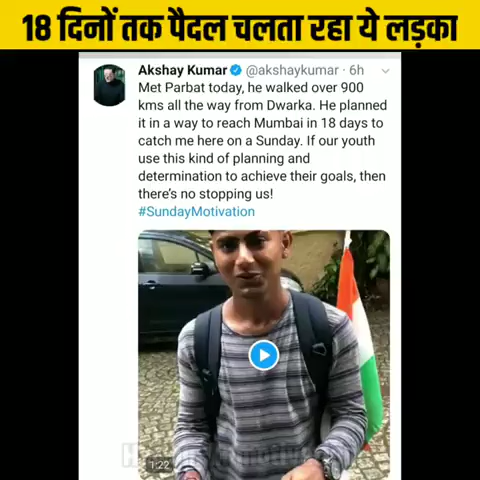 18 दिनों तक पैदल चलता रहा ये लड़का
Akshay Kumar @akshaykumar · 6h
Met Parbat today, he walked over 900
kms all the way from Dwarka. He planned
it in a way to reach Mumbai in 18 days to
catch me here on a Sunday. If our youth
use this kind of planning and
determination to achieve their goals, then
there's no stopping us!
#SundayMotivation
1:22